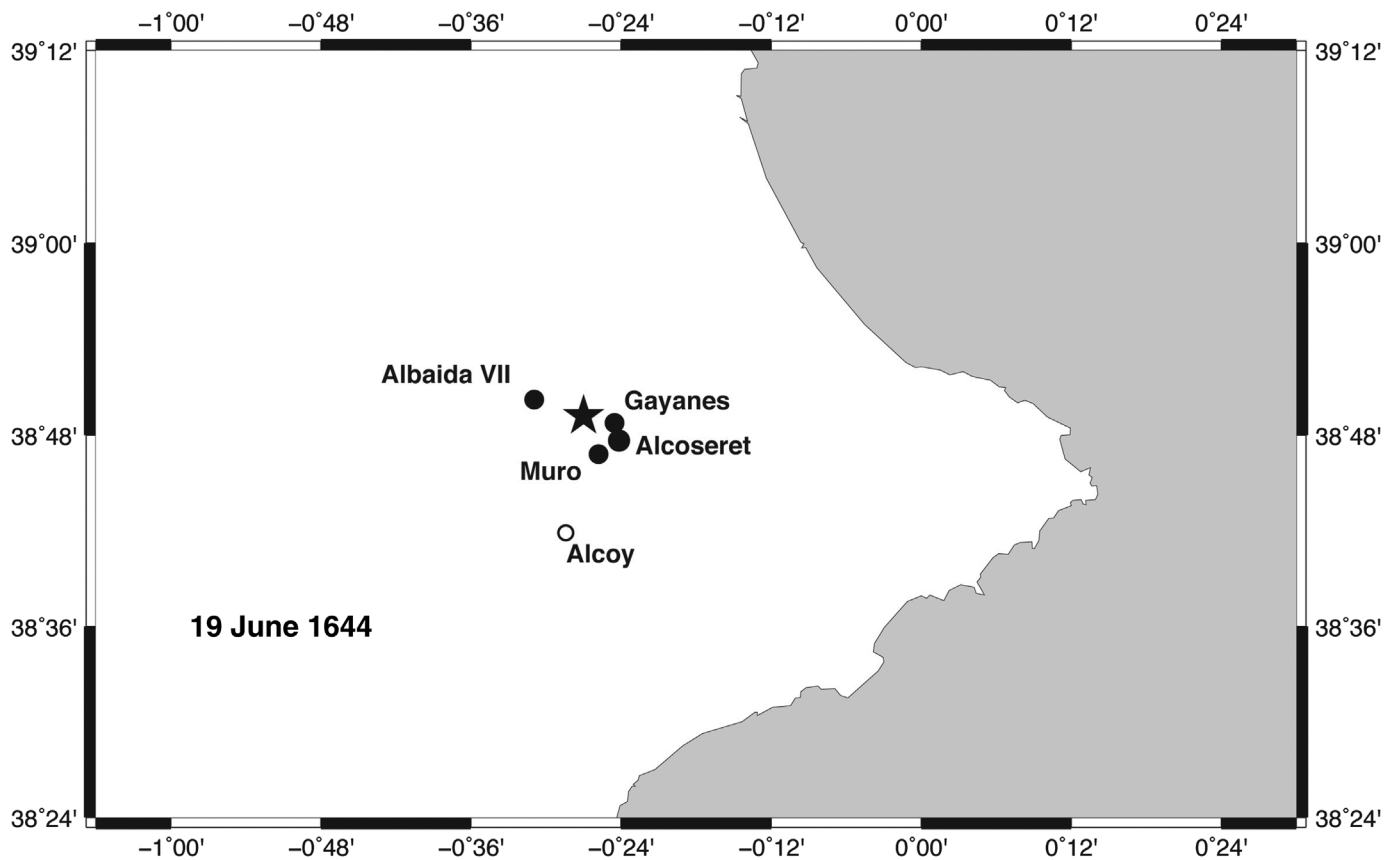 −1˚00' −0˚48' −0˚36' −0˚24' −0˚12' 0˚00' 0˚12' 0˚24'
39˚12' 39˚12'
39˚00' 39˚00'
Albaida VII
Gayanes
38˚48' 38˚48'
Alcoseret
Muro
Alcoy
38˚36' 38˚36'
19 June 1644
38˚24' 38˚24'
−1˚00' −0˚48' −0˚36' −0˚24' −0˚12' 0˚00' 0˚12' 0˚24'